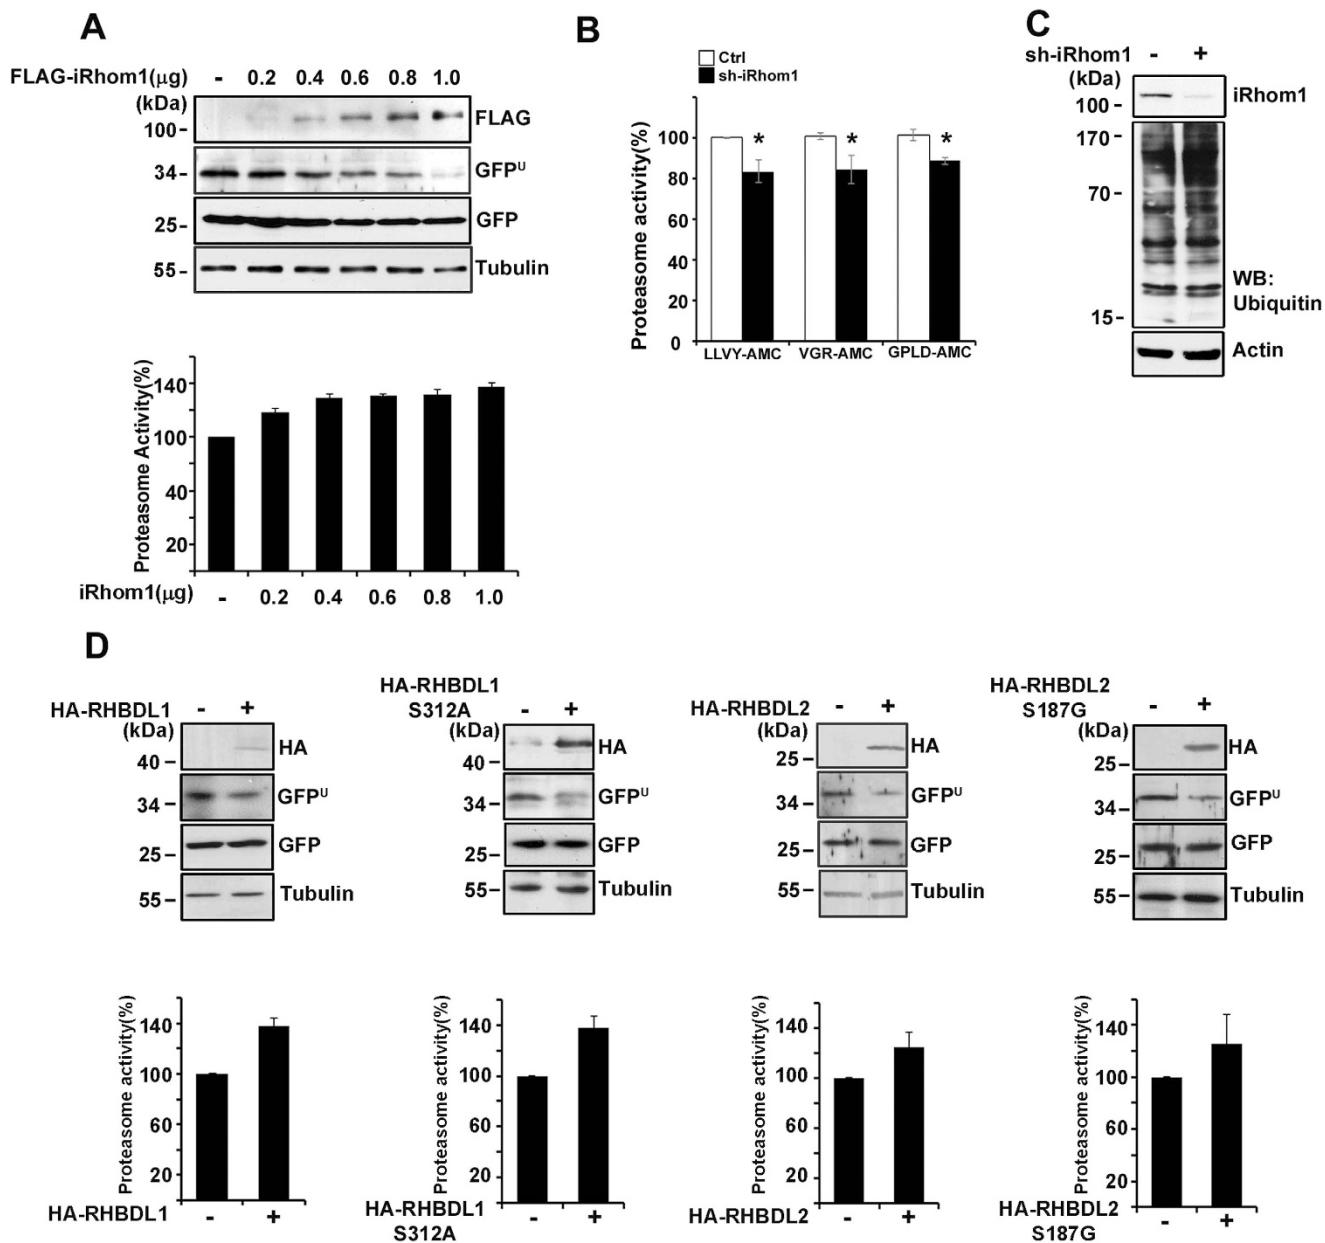 A
FLAG-iRhom1(μg) - 0.2 0.4 0.6 0.8 1.0
(kDa)
100 FLAG
34 GFPᵁ
25 GFP
55 Tubulin
Proteasome Activity(%)
140
100
40
20
iRhom1(μg) - 0.2 0.4 0.6 0.8 1.0
B
Ctrl
sh-iRhom1
Proteasome activity(%)
100 * * *
80
60
40
20
0
LLVY-AMC VGR-AMC GPLD-AMC
C
sh-iRhom1 - +
(kDa)
100 iRhom1
170
70
WB:
Ubiquitin
15
Actin
D
HA-RHBDL1 - +
(kDa)
40 HA
34 GFPᵁ
25 GFP
55 Tubulin
HA-RHBDL1
S312A - +
(kDa)
40 HA
34 GFPᵁ
25 GFP
55 Tubulin
HA-RHBDL2 - +
(kDa)
25 HA
34 GFPᵁ
25 GFP
55 Tubulin
HA-RHBDL2
S187G - +
(kDa)
25 HA
34 GFPᵁ
25 GFP
55 Tubulin
Proteasome activity(%)
140
100
60
20
HA-RHBDL1 - +
Proteasome activity(%)
140
100
60
20
HA-RHBDL1 - +
S312A
Proteasome activity(%)
140
100
60
20
HA-RHBDL2 - +
Proteasome activity(%)
140
100
60
20
HA-RHBDL2 - +
S187G